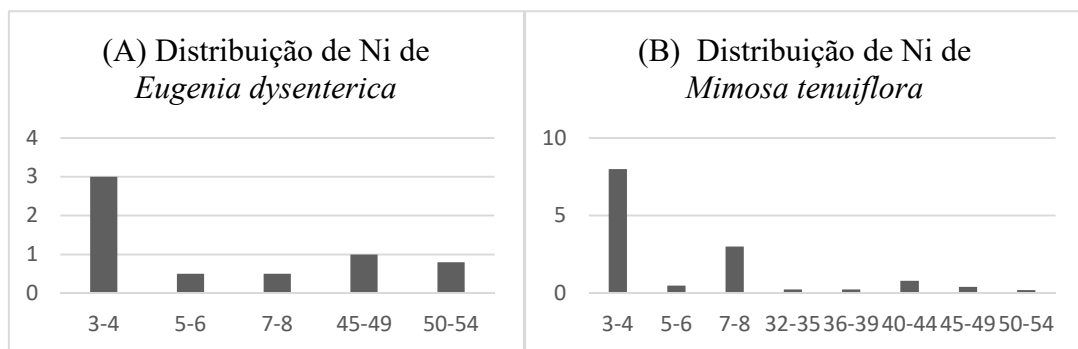 (A) Distribuição de Ni de
Eugenia dysenterica
4
3
2
1
0
3-4 5-6 7-8 45-49 50-54
(B) Distribuição de Ni de
Mimosa tenuiflora
10
5
0
3-4 5-6 7-8 32-35 36-39 40-44 45-49 50-54